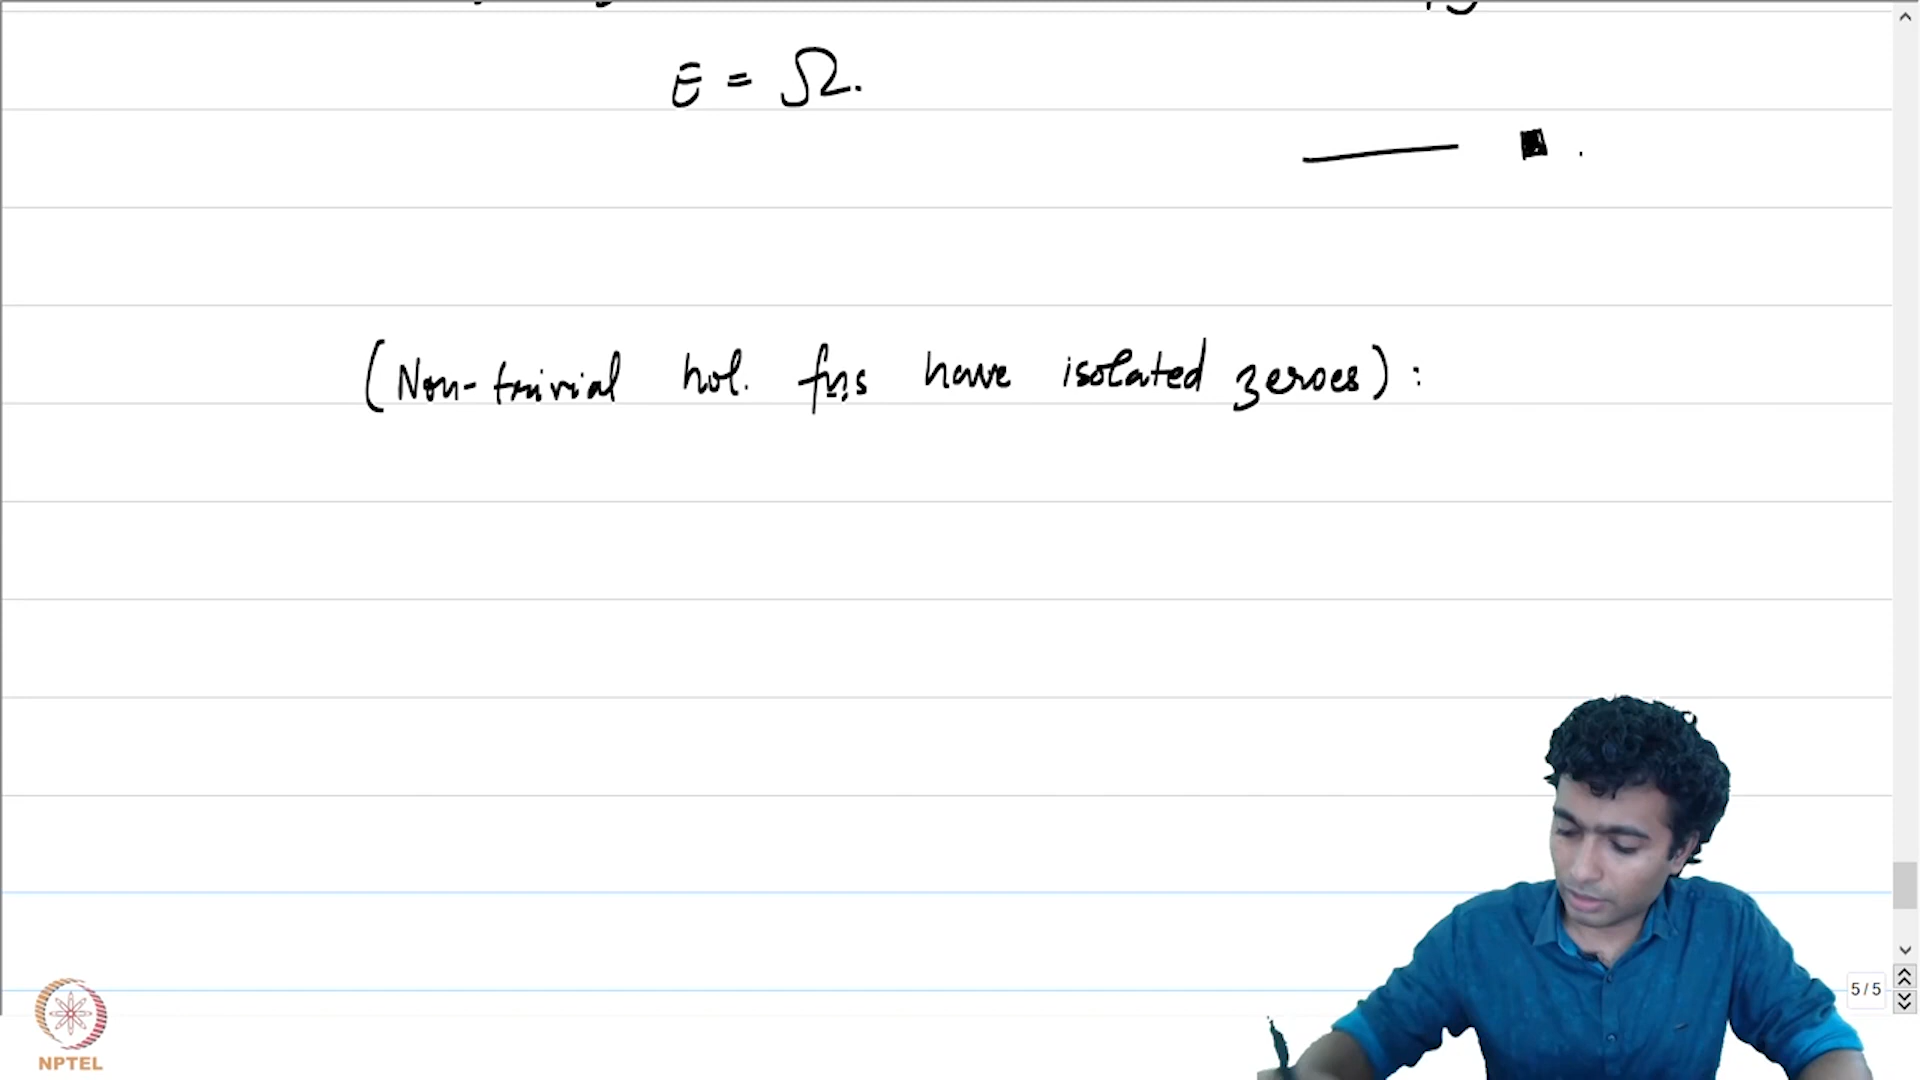 E = Ω.
(Non-trivial hol. fns have isolated zeroes) :
5 / 5
NPTEL